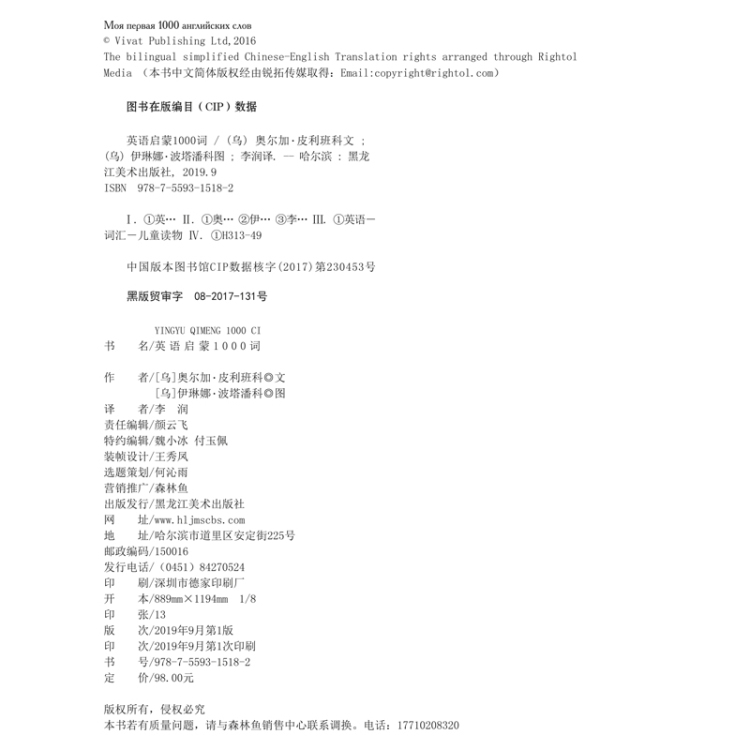 Моя первая 1000 английских слов
© Vivat Publishing Ltd,2016
The bilingual simplified Chinese-English Translation rights arranged through Rightol
Media （本书中文简体版权经由锐拓传媒取得：Email:copyright@rightol.com）
图书在版编目（CIP）数据
英语启蒙1000词 / （乌） 奥尔加·皮利班科文 ；
（乌）伊琳娜·波塔潘科图 ；李润译. —— 哈尔滨 ：黑龙
江美术出版社, 2019.9
ISBN 978-7-5593-1518-2
Ⅰ. ①英… Ⅱ. ①奥… ②伊… ③李… Ⅲ. ①英语－
词汇－儿童读物 Ⅳ. ①H313-49
中国版本图书馆CIP数据核字(2017)第230453号
黑版贸审字 08-2017-131号
YINGYU QIMENG 1000 CI
书 名/英语启蒙1000词
作 者/[乌]奥尔加·皮利班科◎文
[乌]伊琳娜·波塔潘科◎图
译 者/李 润
责任编辑/颜云飞
特约编辑/魏小冰 付玉佩
装帧设计/王秀凤
选题策划/何沁雨
营销推广/森林鱼
出版发行/黑龙江美术出版社
网 址/www.hljmscbs.com
地 址/哈尔滨市道里区安定街225号
邮政编码/150016
发行电话/（0451）84270524
印 刷/深圳市德家印刷厂
开 本/889mm×1194mm 1/8
印 张/13
版 次/2019年9月第1版
印 次/2019年9月第1次印刷
书 号/978-7-5593-1518-2
定 价/98.00元
版权所有，侵权必究
本书若有质量问题，请与森林鱼销售中心联系调换。电话：17710208320